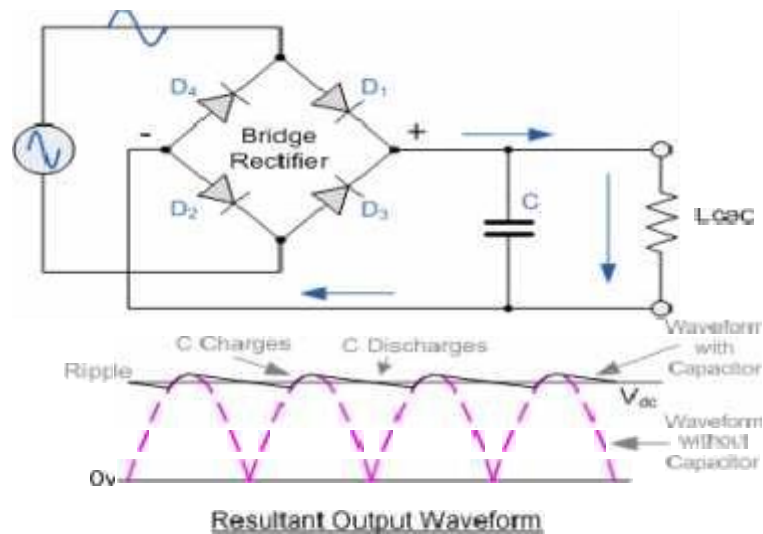 D4
D1
-
Bridge
Rectifier
+
D2
D3
C
Waveform
with
Capacitor
C Charges
C Discharges
Ripple
Vdc
Waveform
without
Capacitor
0v
Resultant Output Waveform